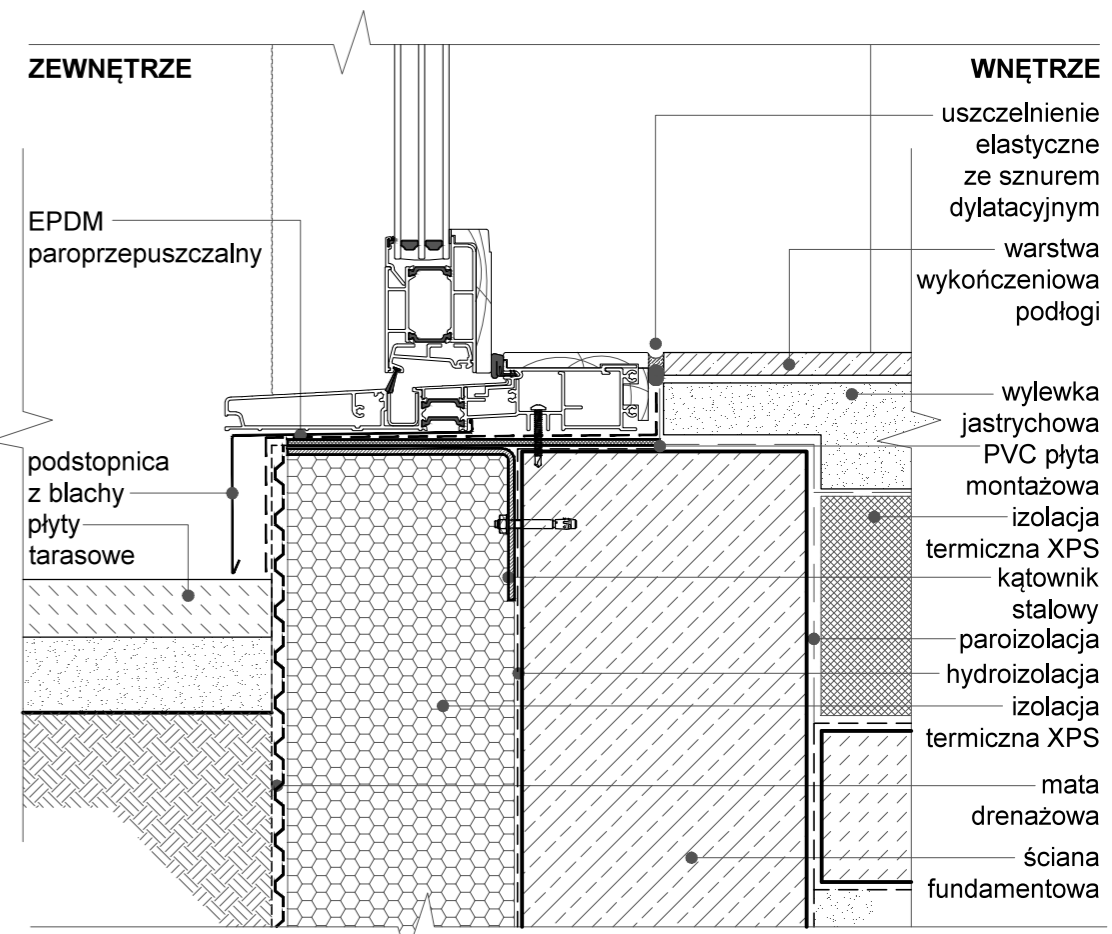 ZEWNĘTRZE
EPDM
paroprzepuszczalny
podstopnica
z blachy
płyty
tarasowe
WNĘTRZE
uszczelnienie
elastyczne
ze sznurem
dylatacyjnym
warstwa
wykończeniowa
podłogi
wylewka
jastrychowa
PVC płyta
montażowa
izolacja
termiczna XPS
kątownik
stalowy
paroizolacja
hydroizolacja
izolacja
termiczna XPS
mata
drenażowa
ściana
fundamentowa